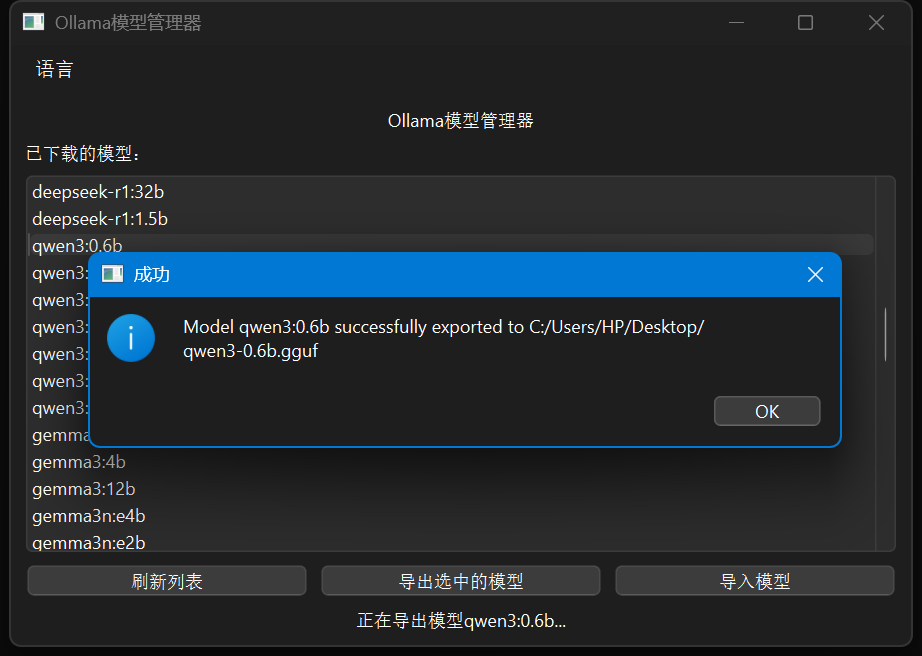 Ollama模型管理器
语言
Ollama模型管理器
已下载的模型:
deepseek-r1:32b
deepseek-r1:1.5b
qwen3:0.6b
qwen3:
qwen3:
qwen3:
qwen3:
qwen3:
qwen3:
gemma
gemma3:4b
gemma3:12b
gemma3n:e4b
gemma3n:e2b
成功
Model qwen3:0.6b successfully exported to C:/Users/HP/Desktop/
qwen3-0.6b.gguf
OK
刷新列表
导出选中的模型
导入模型
正在导出模型qwen3:0.6b...